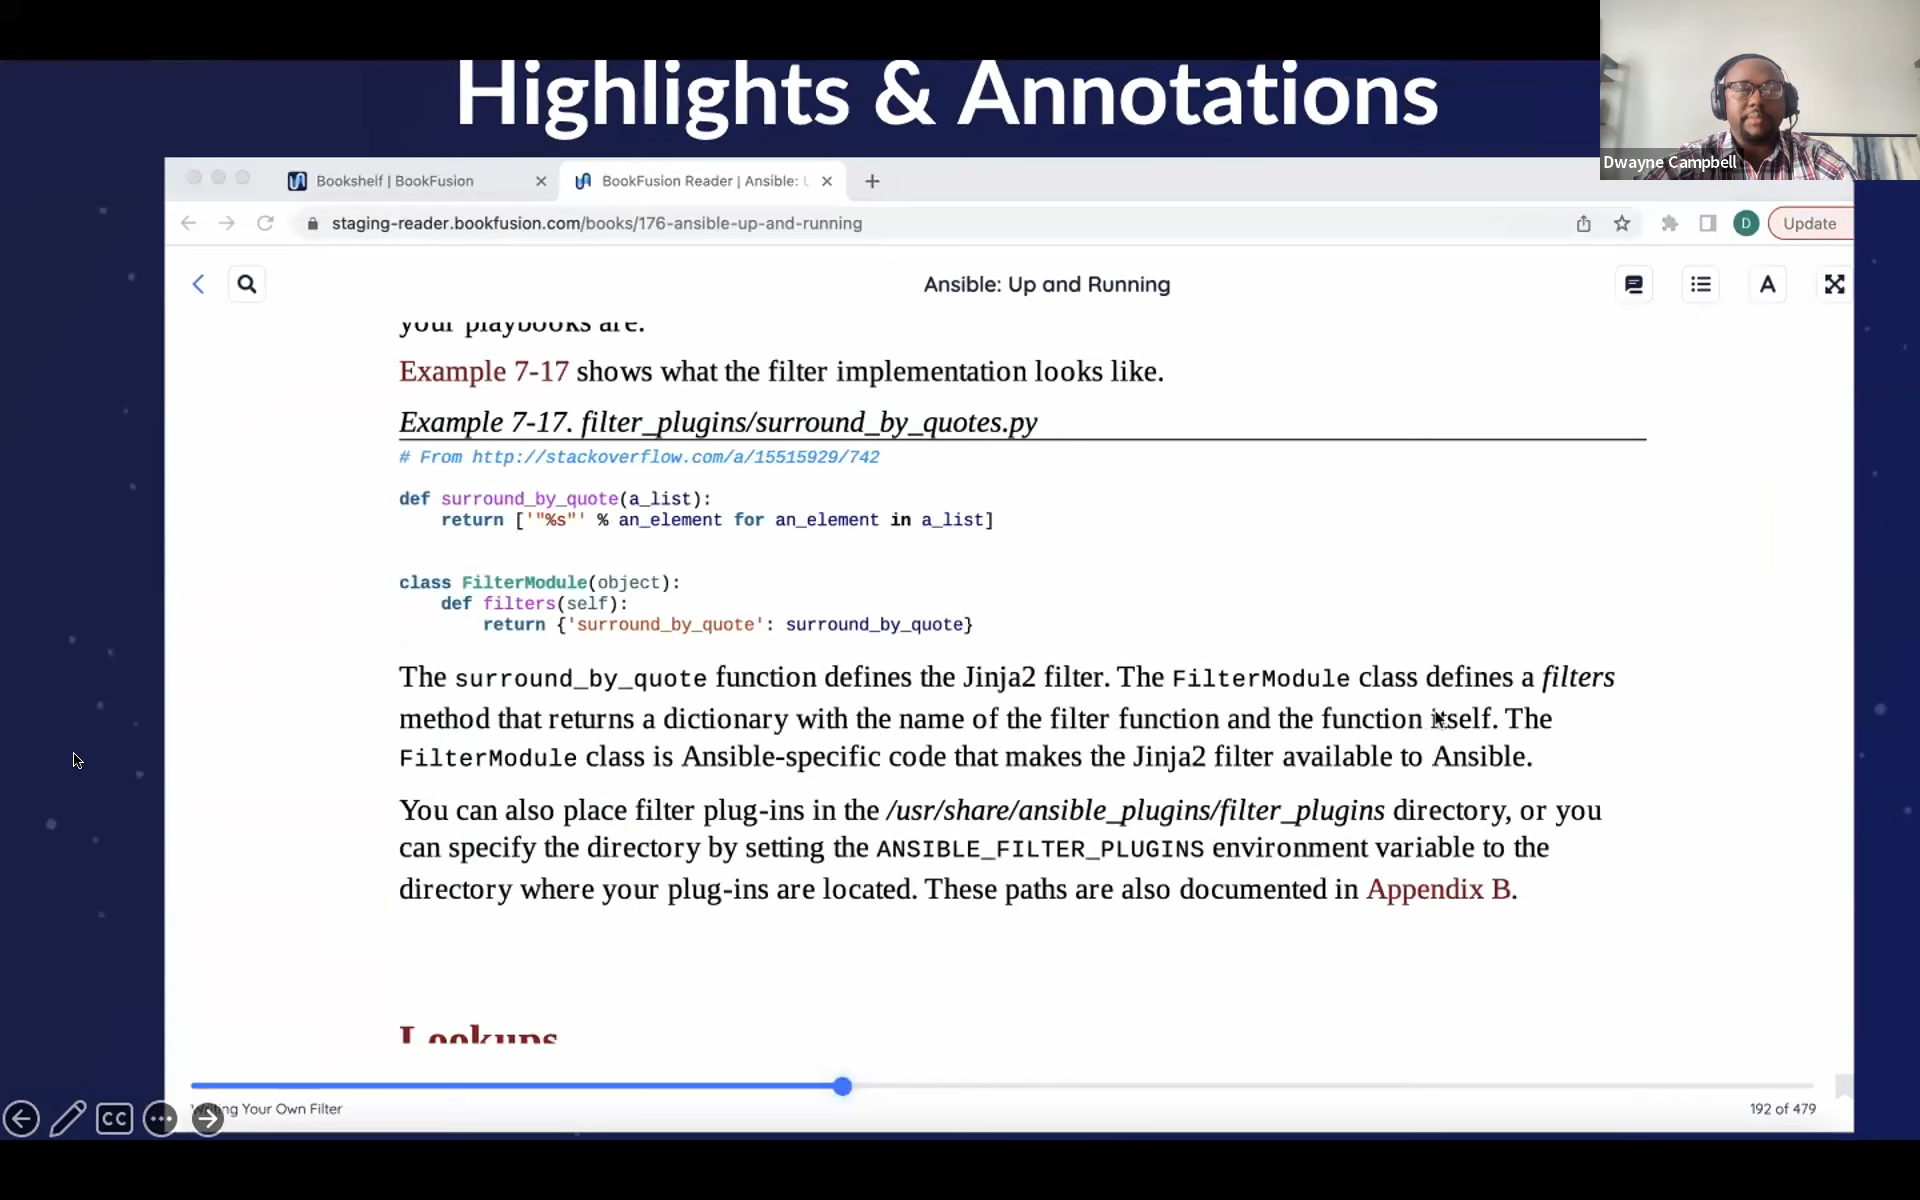 Highlights & Annotations
Dwayne Campbell
Bookshelf | BookFusion
BookFusion Reader | Ansible: U
staging-reader.bookfusion.com/books/176-ansible-up-and-running
D
Update
Ansible: Up and Running
A
your playbooks are.
Example 7-17 shows what the filter implementation looks like.
Example 7-17. filter_plugins/surround_by_quotes.py
# From http://stackoverflow.com/a/15515929/742
def surround_by_quote(a_list):
return ['"%s"' % an_element for an_element in a_list]
class FilterModule(object):
def filters(self):
return {'surround_by_quote': surround_by_quote}
The surround_by_quote function defines the Jinja2 filter. The FilterModule class defines a filters
method that returns a dictionary with the name of the filter function and the function itself. The
FilterModule class is Ansible-specific code that makes the Jinja2 filter available to Ansible.
You can also place filter plug-ins in the /usr/share/ansible_plugins/filter_plugins directory, or you
can specify the directory by setting the ANSIBLE_FILTER_PLUGINS environment variable to the
directory where your plug-ins are located. These paths are also documented in Appendix B.
Lookups
Writing Your Own Filter
192 of 479
CC